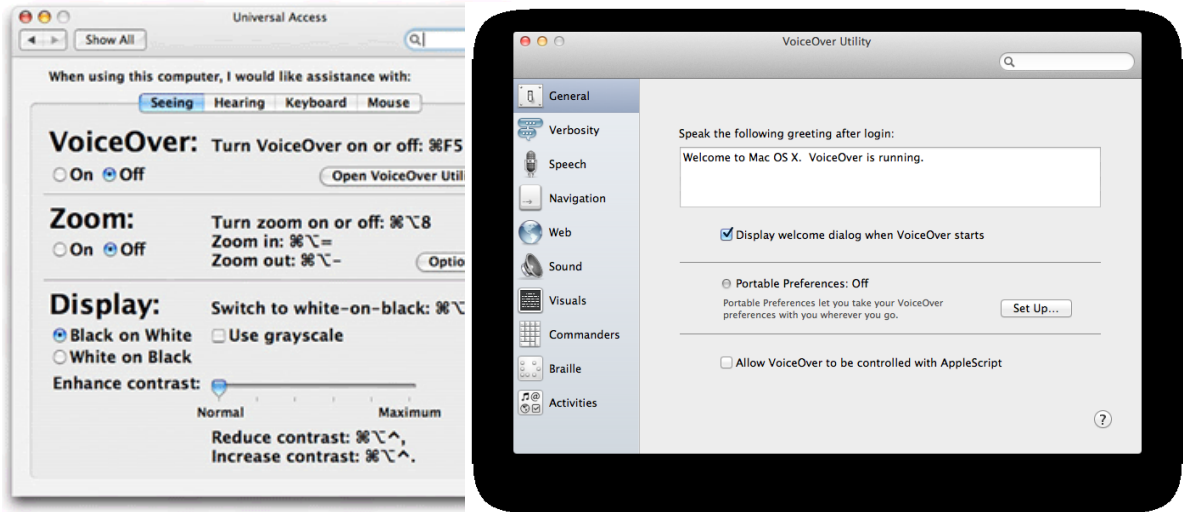 Universal Access
Show All
When using this computer, I would like assistance with:
Seeing Hearing Keyboard Mouse
VoiceOver: Turn VoiceOver on or off: ⌘F5
On Off Open VoiceOver Util
Zoom: Turn zoom on or off: ⌘⌥8
On Off Zoom in: ⌘⌥=
Zoom out: ⌘⌥- Optio
Display: Switch to white-on-black: ⌘⌥
Black on White Use grayscale
White on Black
Enhance contrast:
Normal Maximum
Reduce contrast: ⌘⌥^,
Increase contrast: ⌘⌥^.
VoiceOver Utility
General
Verbosity
Speech
Navigation
Web
Sound
Visuals
Commanders
Braille
Activities
Speak the following greeting after login:
Welcome to Mac OS X. VoiceOver is running.
Display welcome dialog when VoiceOver starts
Portable Preferences: Off
Portable Preferences let you take your VoiceOver
preferences with you wherever you go.
Set Up...
Allow VoiceOver to be controlled with AppleScript
?